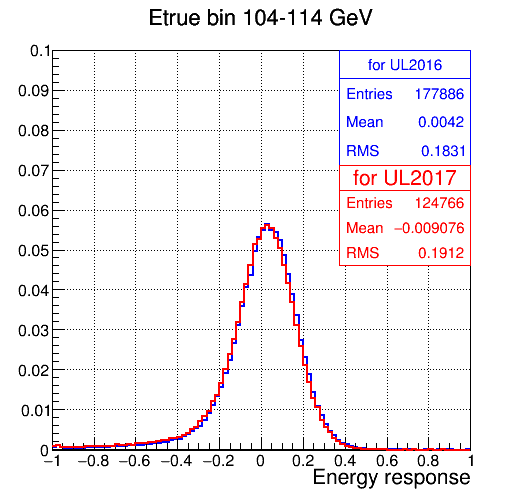 Etrue bin 104-114 GeV
for UL2016
Entries 177886
Mean 0.0042
RMS 0.1831
for UL2017
Entries 124766
Mean −0.009076
RMS 0.1912
0.1
0.09
0.08
0.07
0.06
0.05
0.04
0.03
0.02
0.01
0
−1 −0.8 −0.6 −0.4 −0.2 0 0.2 0.4 0.6 0.8 1
Energy response